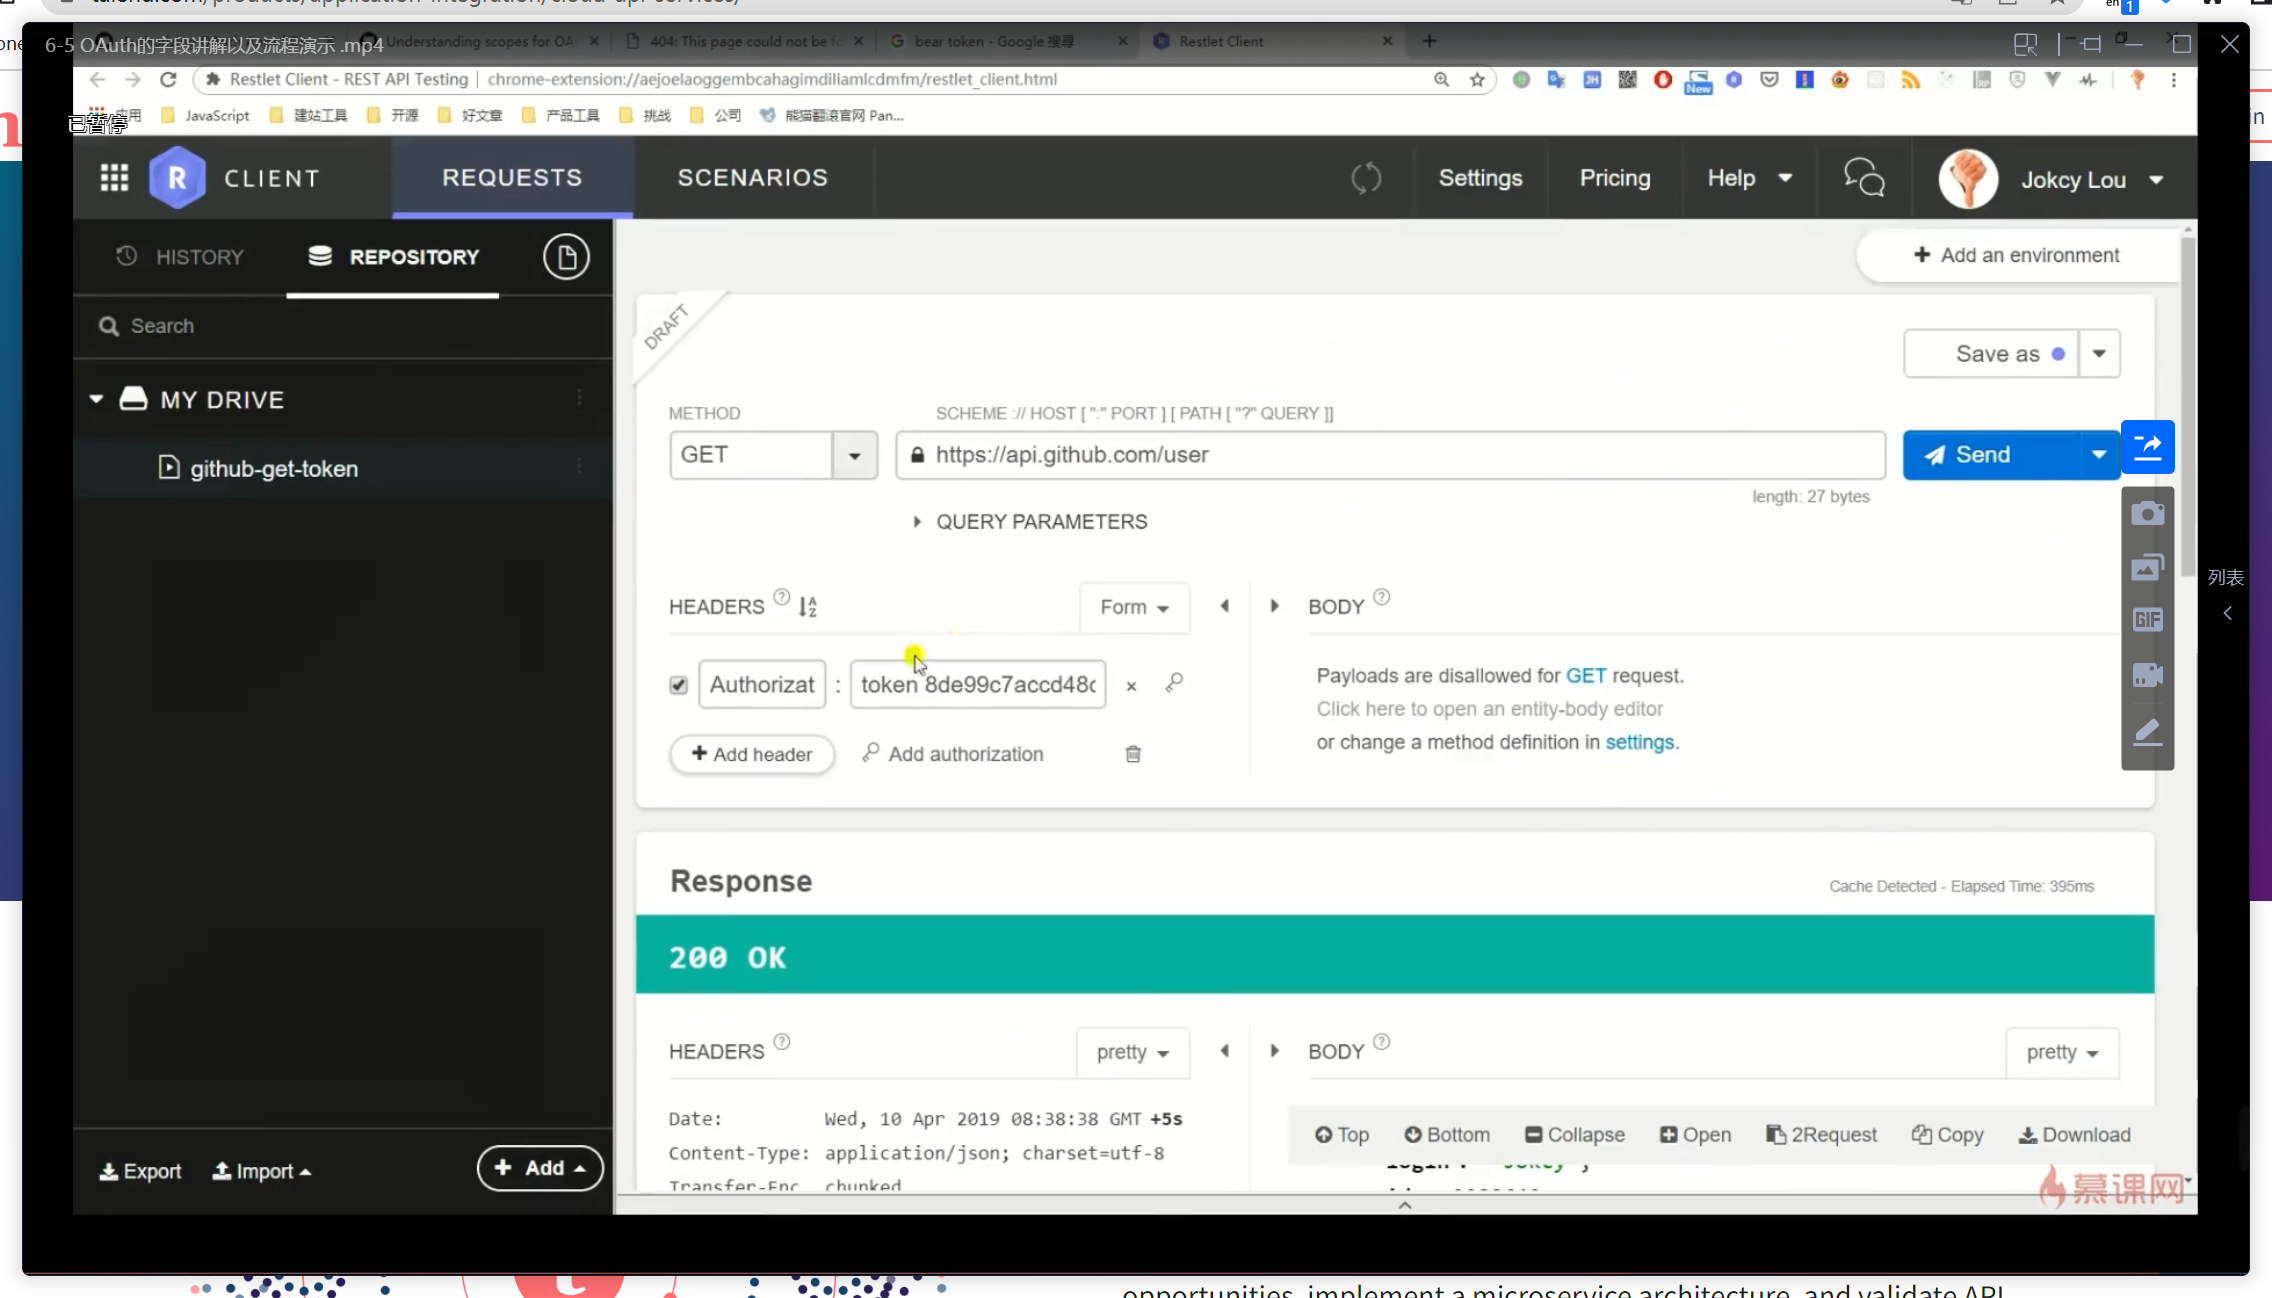 6-5 OAuth的字段讲解以及流程演示 .mp4
Understanding scopes for OA
404: This page could not be fo
bear token - Google 搜尋
Restlet Client
Restlet Client - REST API Testing | chrome-extension://aejoelaoggembcahagimdiliamlcdmfm/restlet_client.html
New
已暂停
应用
JavaScript
建站工具
开源
好文章
产品工具
挑战
公司
熊猫翻滚官网 Pan...
R CLIENT
REQUESTS
SCENARIOS
Settings
Pricing
Help
Jokcy Lou
HISTORY
REPOSITORY
Add an environment
Search
DRAFT
Save as
MY DRIVE
METHOD
SCHEME :// HOST [ ":" PORT ] [ PATH [ "?" QUERY ]]
github-get-token
GET
https://api.github.com/user
Send
length: 27 bytes
QUERY PARAMETERS
列表
GIF
HEADERS
Form
BODY
Authorizat : token 8de99c7accd48c
Payloads are disallowed for GET request.
Click here to open an entity-body editor
or change a method definition in settings.
Add header
Add authorization
Response
Cache Detected - Elapsed Time: 395ms
200 OK
HEADERS
pretty
BODY
pretty
Date: Wed, 10 Apr 2019 08:38:38 GMT +5s
Content-Type: application/json; charset=utf-8
Transfer-Enc chunked
Top
Bottom
Collapse
Open
2Request
Copy
Download
Export
Import
Add
慕课网
opportunities, implement a microservice architecture, and validate API